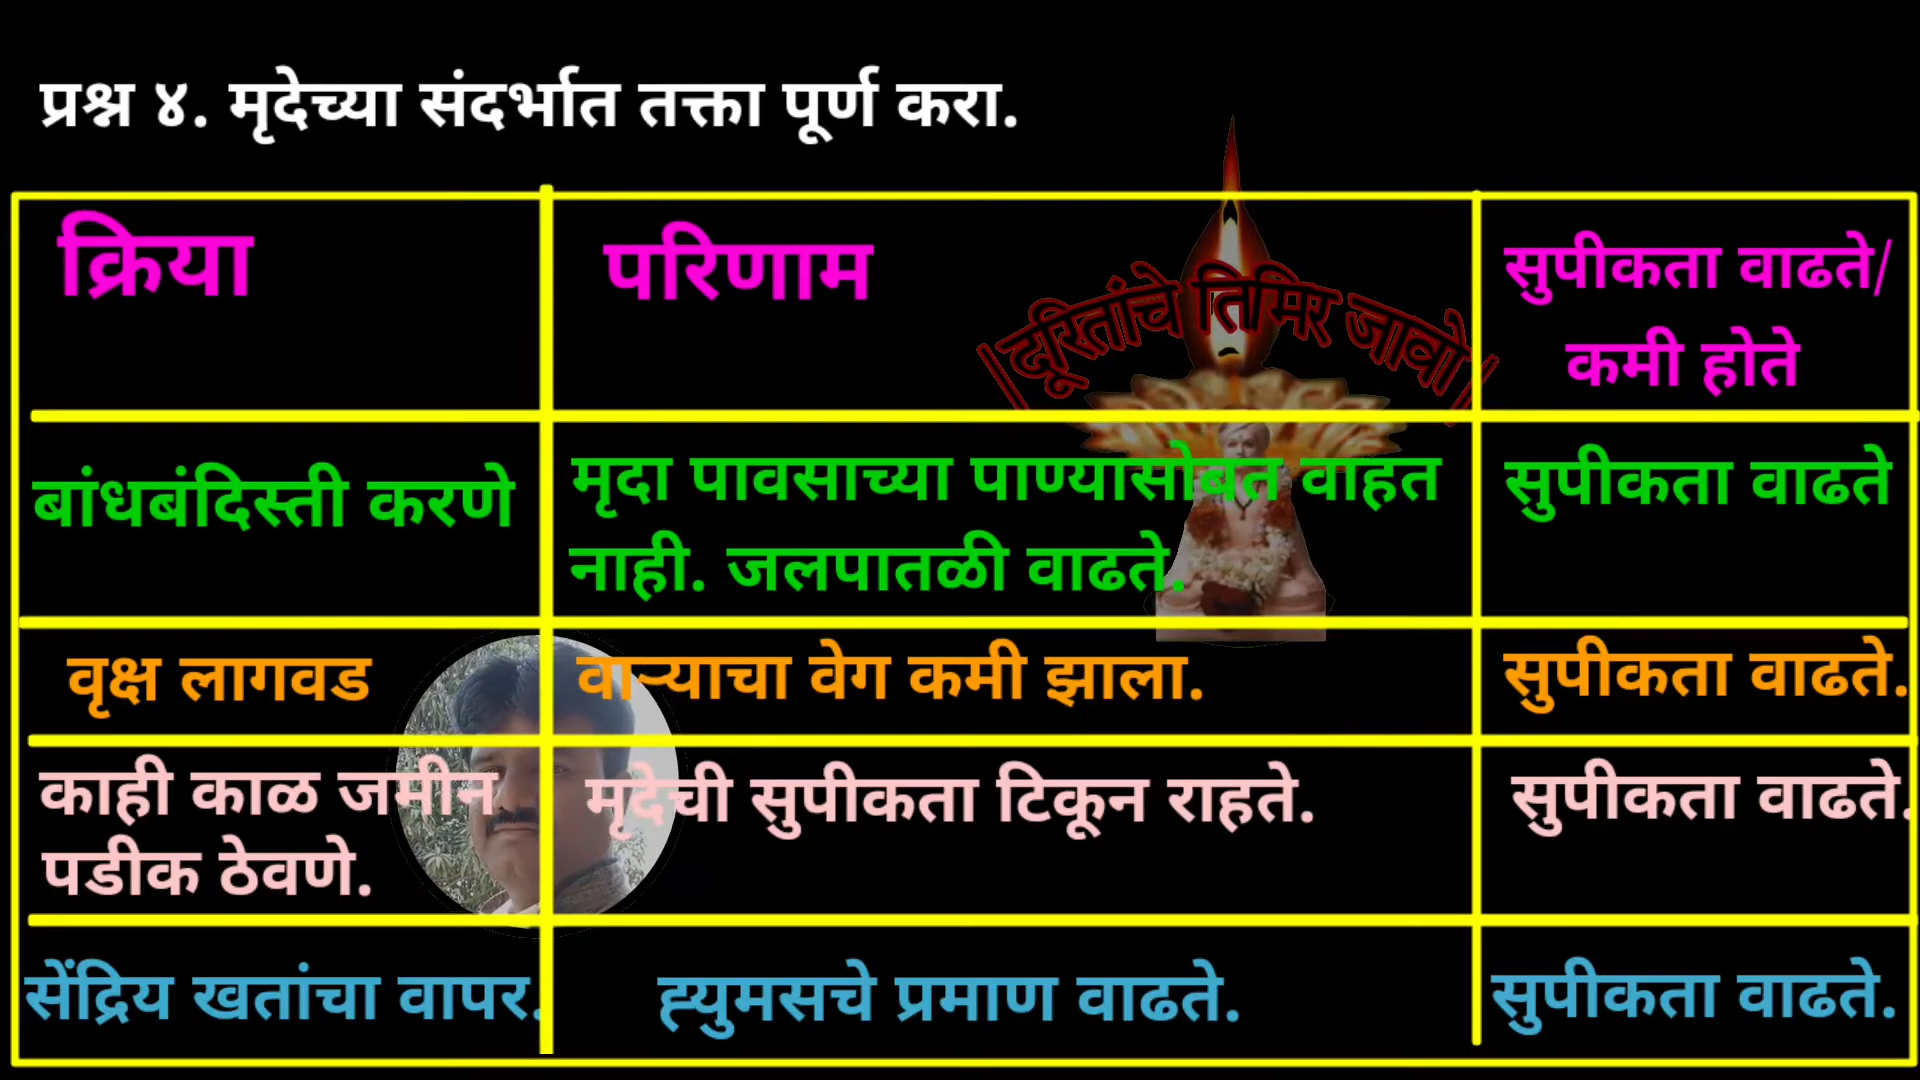 प्रश्न ४. मृदेच्या संदर्भात तक्ता पूर्ण करा.
क्रिया
परिणाम
सुपीकता वाढते/
कमी होते
|दूरितांचे तिमिर जावो|
बांधबंदिस्ती करणे
मृदा पावसाच्या पाण्यासोबत वाहत
नाही. जलपातळी वाढते.
सुपीकता वाढते
वृक्ष लागवड
वाऱ्याचा वेग कमी झाला.
सुपीकता वाढते.
काही काळ जमीन
पडीक ठेवणे.
मृदेची सुपीकता टिकून राहते.
सुपीकता वाढते.
सेंद्रिय खतांचा वापर.
ह्युमसचे प्रमाण वाढते.
सुपीकता वाढते.